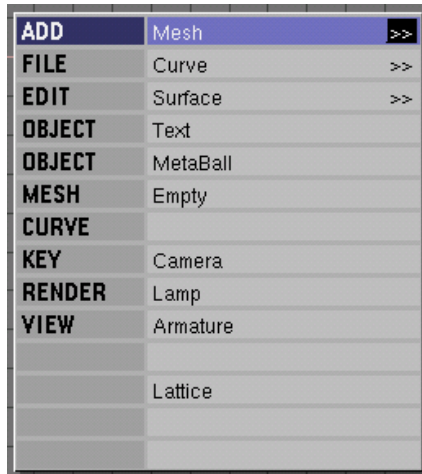 ADD Mesh >>
FILE Curve >>
EDIT Surface >>
OBJECT Text
OBJECT MetaBall
MESH Empty
CURVE
KEY Camera
RENDER Lamp
VIEW Armature
Lattice